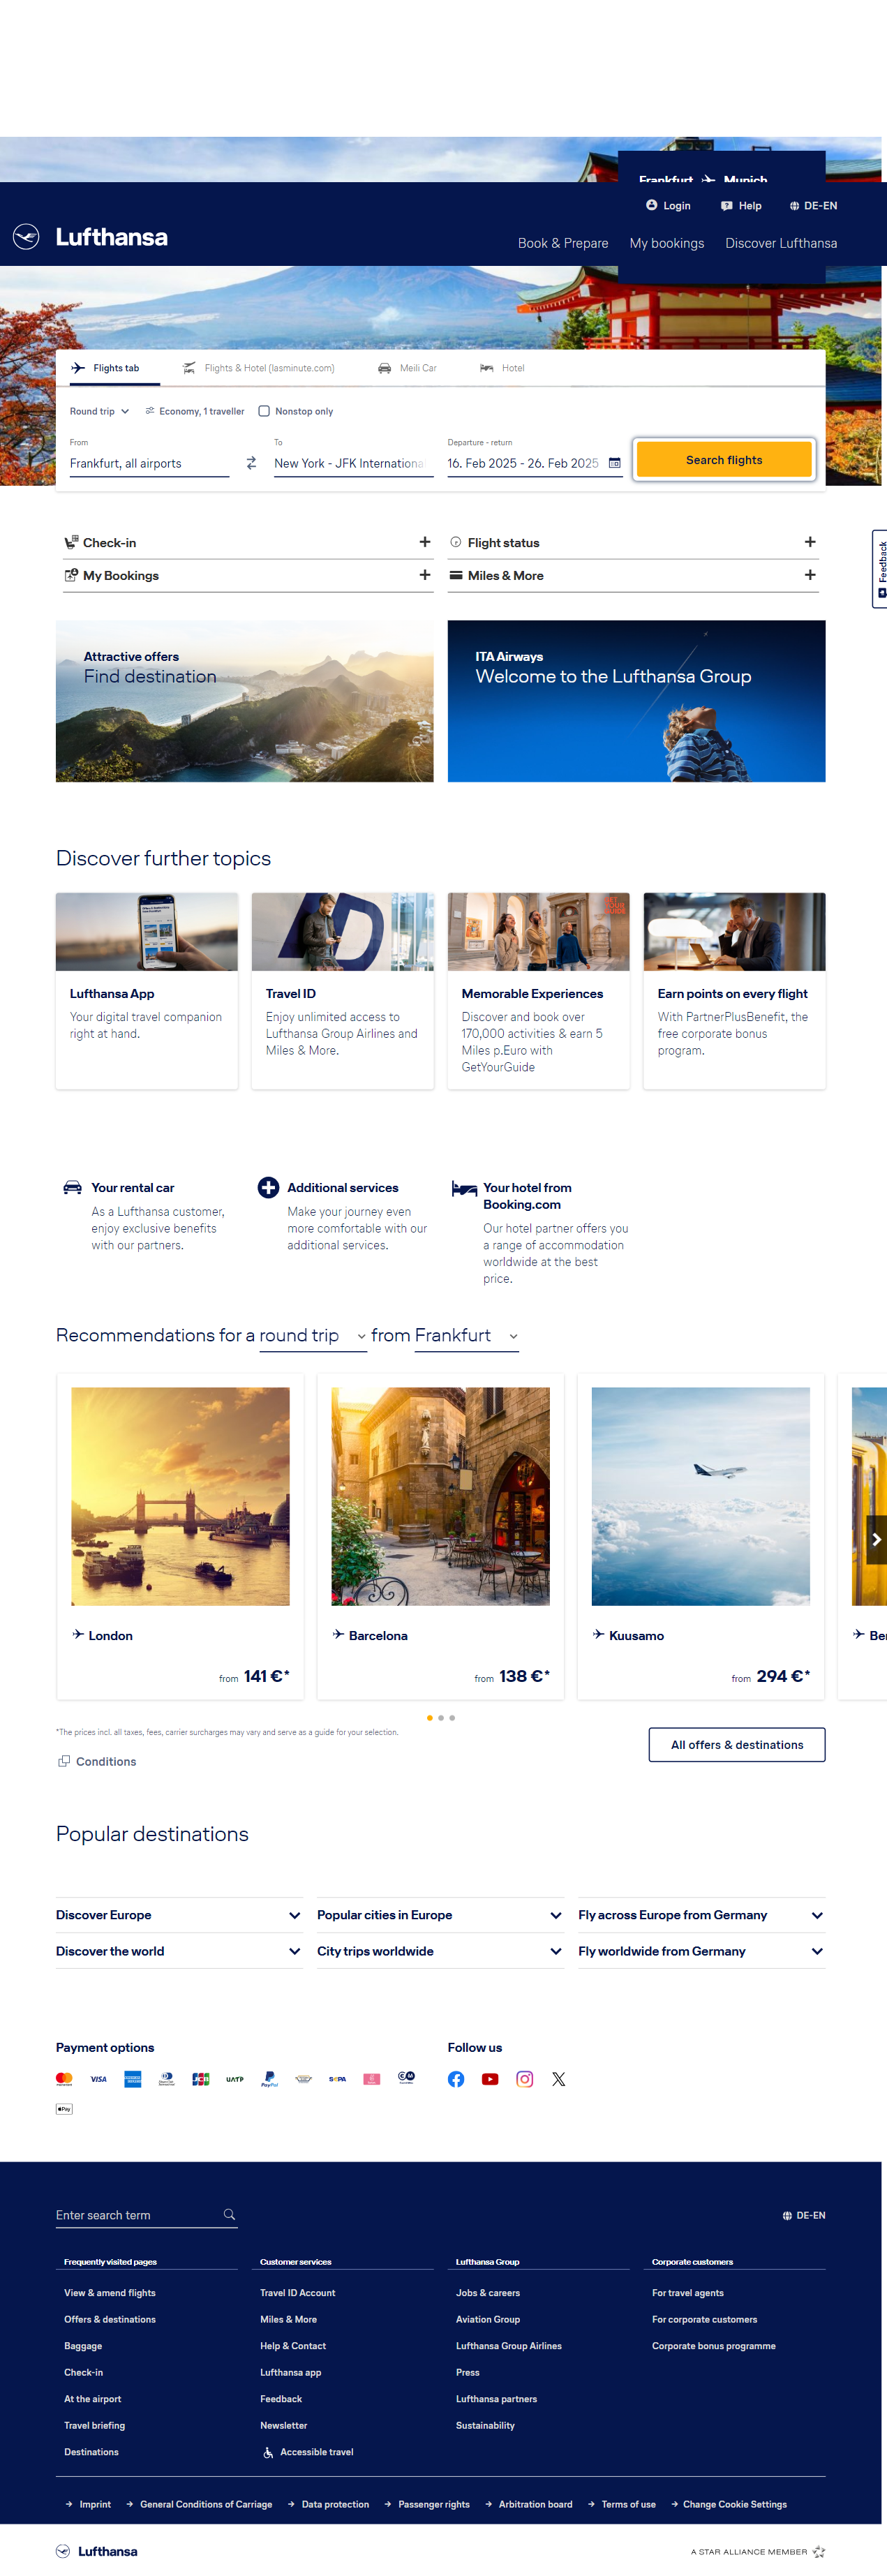 Frankfurt Munich
Login Help DE-EN
Lufthansa
Book & Prepare My bookings Discover Lufthansa
Flights tab Flights & Hotel (lasminute.com) Meili Car Hotel
Round trip Economy, 1 traveller Nonstop only
From To Departure - return
Frankfurt, all airports New York - JFK Internationa 16. Feb 2025 - 26. Feb 2025 Search flights
Check-in Flight status
My Bookings Miles & More
Feedback
Attractive offers
Find destination
ITA Airways
Welcome to the Lufthansa Group
Discover further topics
GET
YOUR
GUIDE
Lufthansa App
Your digital travel companion
right at hand.
Travel ID
Enjoy unlimited access to
Lufthansa Group Airlines and
Miles & More.
Memorable Experiences
Discover and book over
170,000 activities & earn 5
Miles p.Euro with
GetYourGuide
Earn points on every flight
With PartnerPlusBenefit, the
free corporate bonus
program.
Your rental car
As a Lufthansa customer,
enjoy exclusive benefits
with our partners.
Additional services
Make your journey even
more comfortable with our
additional services.
Your hotel from
Booking.com
Our hotel partner offers you
a range of accommodation
worldwide at the best
price.
Recommendations for a round trip from Frankfurt
London
from 141 €*
Barcelona
from 138 €*
Kuusamo
from 294 €*
Ber
*The prices incl. all taxes, fees, carrier surcharges may vary and serve as a guide for your selection.
All offers & destinations
Conditions
Popular destinations
Discover Europe Popular cities in Europe Fly across Europe from Germany
Discover the world City trips worldwide Fly worldwide from Germany
Payment options
VISA JCB UATP PayPal SEPA
Pay
Follow us
Enter search term DE-EN
Frequently visited pages
View & amend flights
Offers & destinations
Baggage
Check-in
At the airport
Travel briefing
Destinations
Customer services
Travel ID Account
Miles & More
Help & Contact
Lufthansa app
Feedback
Newsletter
Accessible travel
Lufthansa Group
Jobs & careers
Aviation Group
Lufthansa Group Airlines
Press
Lufthansa partners
Sustainability
Corporate customers
For travel agents
For corporate customers
Corporate bonus programme
Imprint General Conditions of Carriage Data protection Passenger rights Arbitration board Terms of use Change Cookie Settings
Lufthansa A STAR ALLIANCE MEMBER